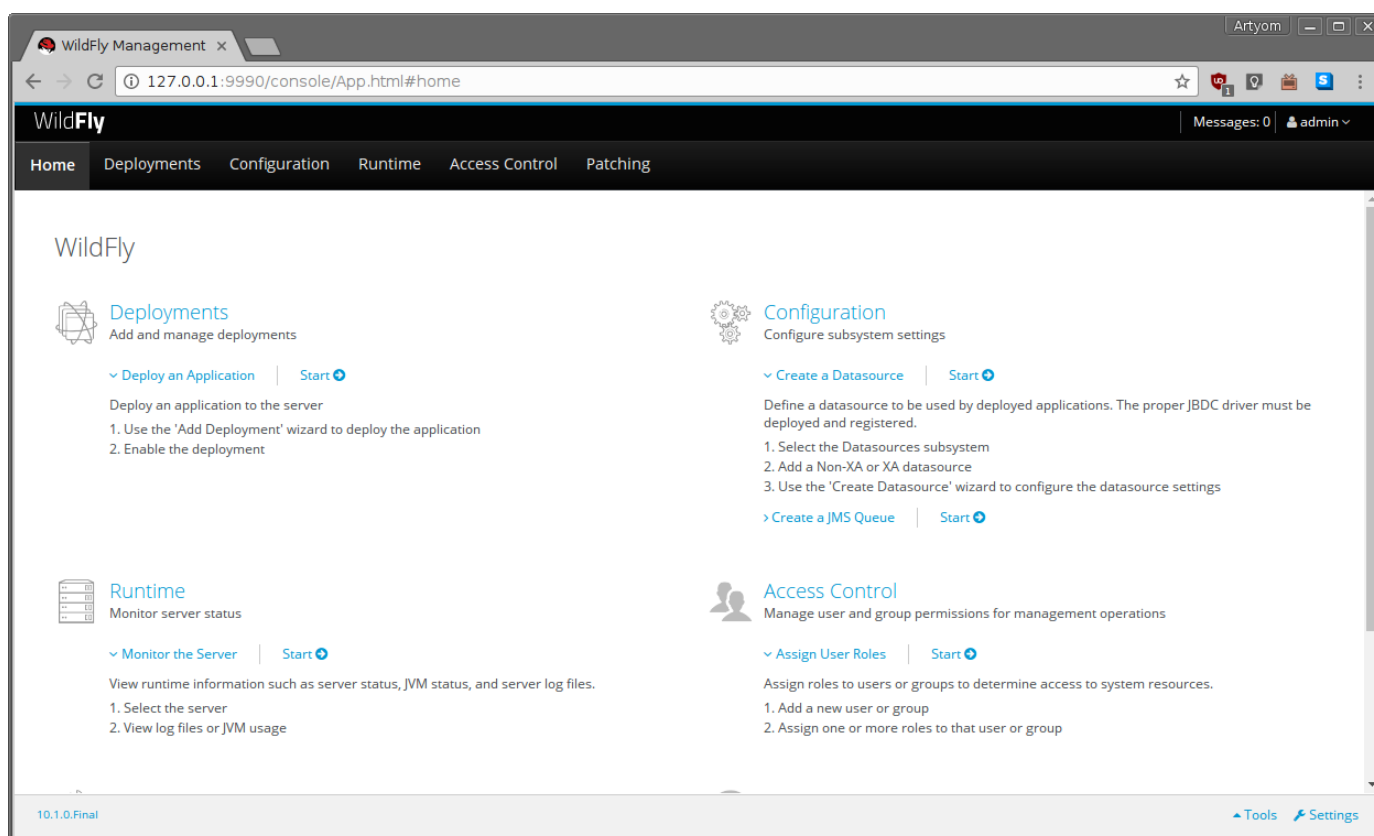 Artyom
WildFly Management
127.0.0.1:9990/console/App.html#home
1
WildFly
Messages: 0 admin
Home Deployments Configuration Runtime Access Control Patching
WildFly
Deployments
Add and manage deployments
Deploy an Application Start
Deploy an application to the server
1. Use the 'Add Deployment' wizard to deploy the application
2. Enable the deployment
Configuration
Configure subsystem settings
Create a Datasource Start
Define a datasource to be used by deployed applications. The proper JBDC driver must be
deployed and registered.
1. Select the Datasources subsystem
2. Add a Non-XA or XA datasource
3. Use the 'Create Datasource' wizard to configure the datasource settings
Create a JMS Queue Start
Runtime
Monitor server status
Monitor the Server Start
View runtime information such as server status, JVM status, and server log files.
1. Select the server
2. View log files or JVM usage
Access Control
Manage user and group permissions for management operations
Assign User Roles Start
Assign roles to users or groups to determine access to system resources.
1. Add a new user or group
2. Assign one or more roles to that user or group
10.1.0.Final
Tools Settings